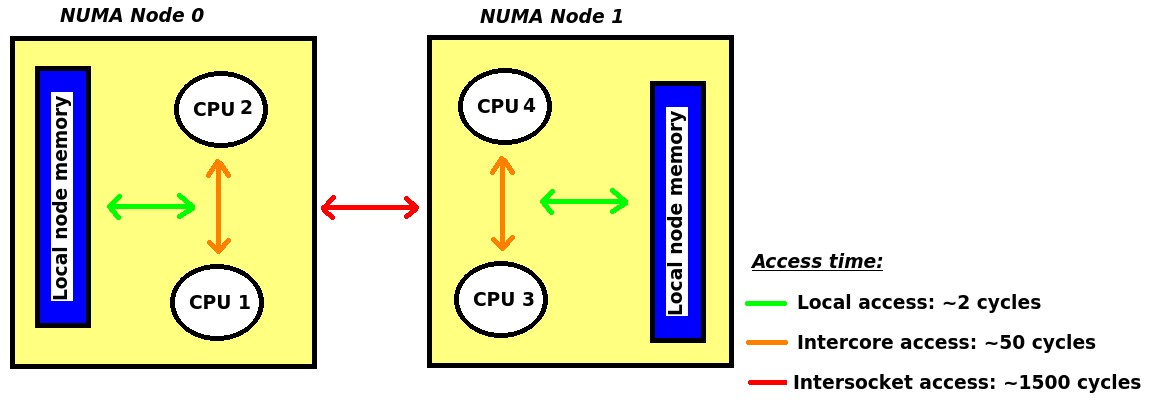 NUMA Node 0
NUMA Node 1
Local node memory
CPU 2
CPU 1
CPU 4
CPU 3
Local node memory
Access time:
Local access: ~2 cycles
Intercore access: ~50 cycles
Intersocket access: ~1500 cycles